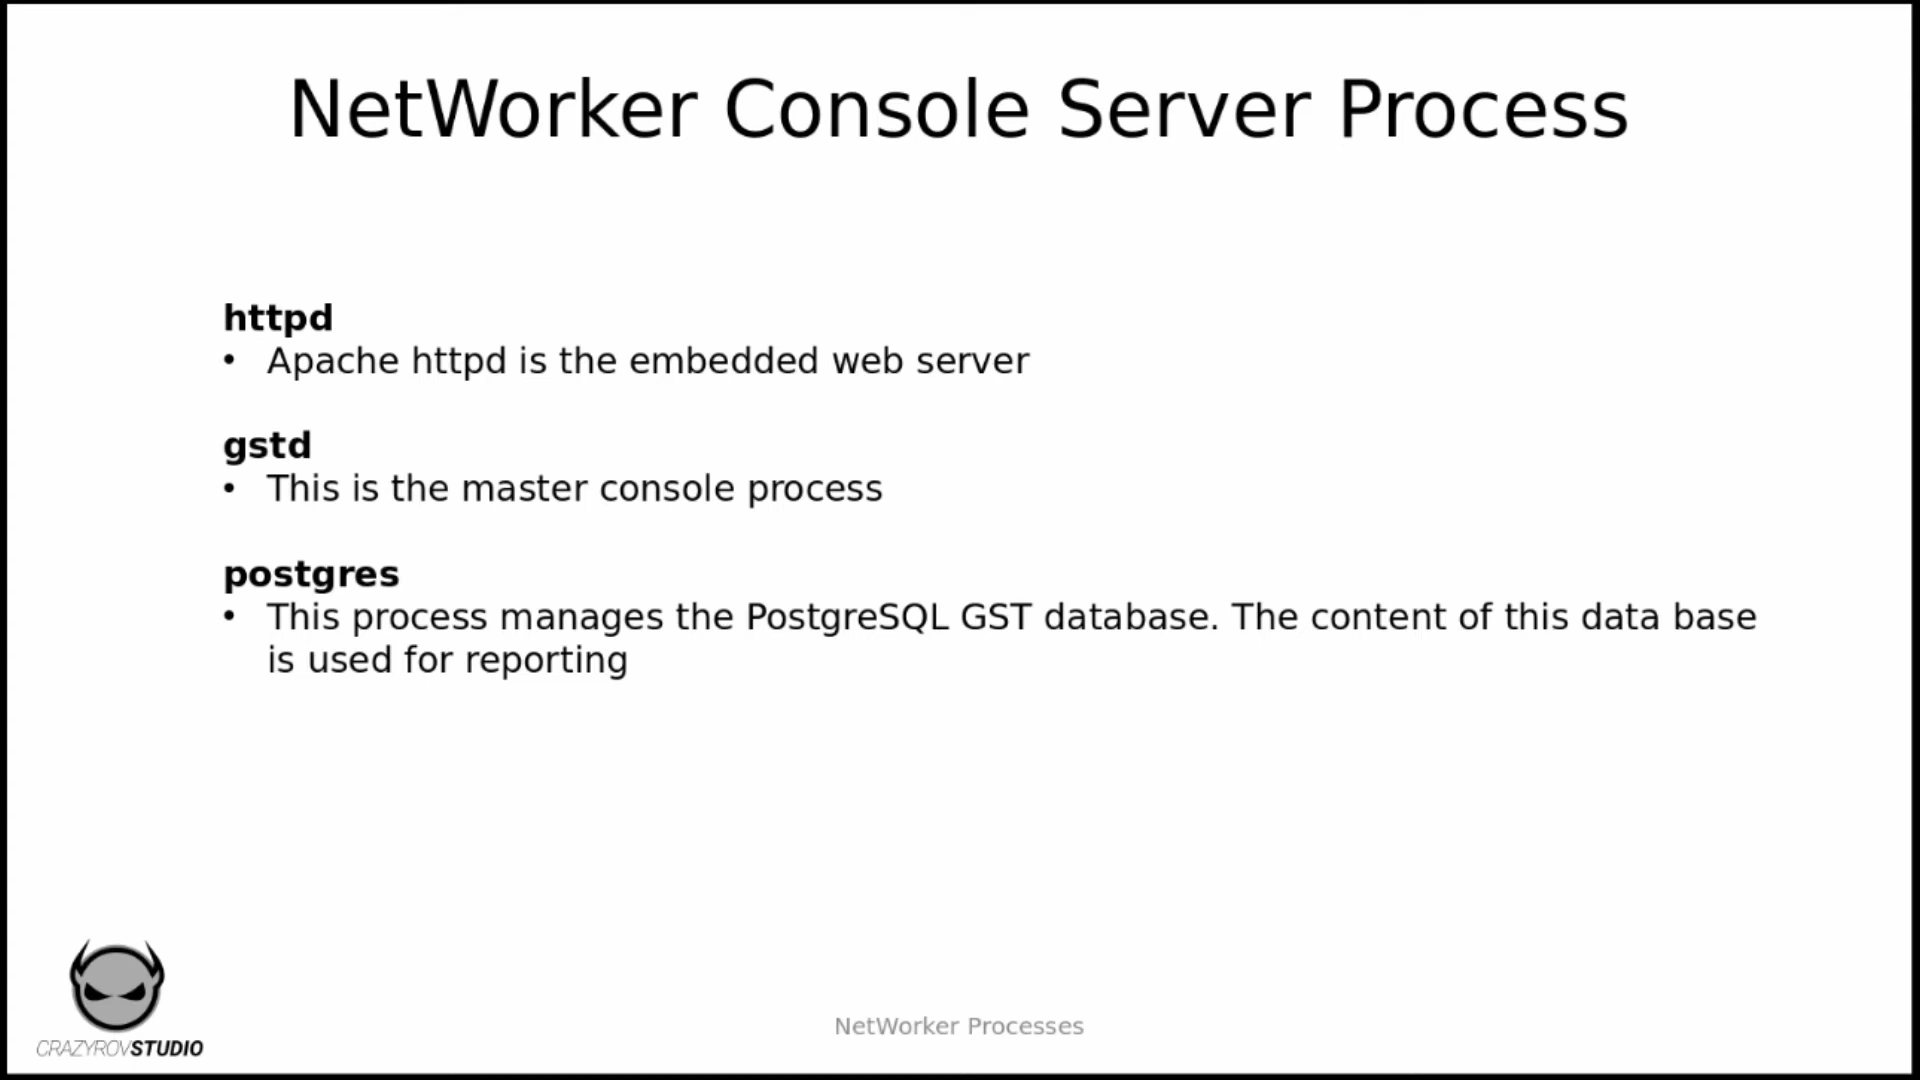 NetWorker Console Server Process
httpd
• Apache httpd is the embedded web server
gstd
• This is the master console process
postgres
• This process manages the PostgreSQL GST database. The content of this data base
is used for reporting
NetWorker Processes
CRAZYROVSTUDIO